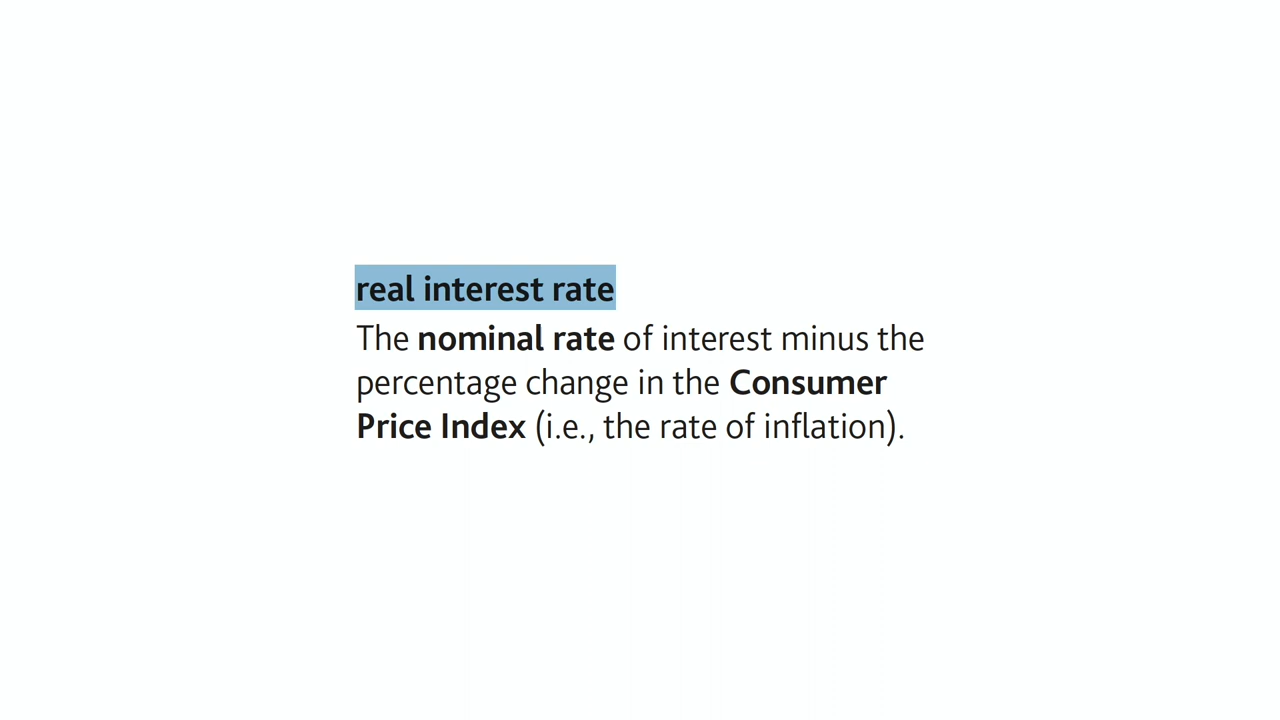 real interest rate
The nominal rate of interest minus the
percentage change in the Consumer
Price Index (i.e., the rate of inflation).